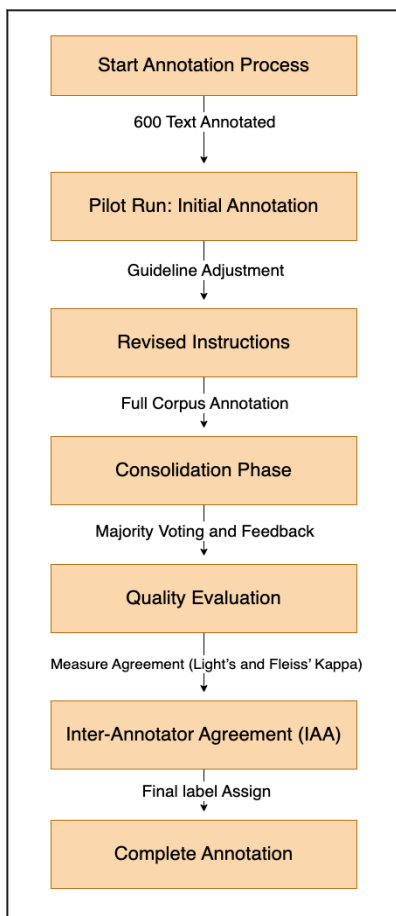 Start Annotation Process
600 Text Annotated
Pilot Run: Initial Annotation
Guideline Adjustment
Revised Instructions
Full Corpus Annotation
Consolidation Phase
Majority Voting and Feedback
Quality Evaluation
Measure Agreement (Light's and Fleiss' Kappa)
Inter-Annotator Agreement (IAA)
Final label Assign
Complete Annotation